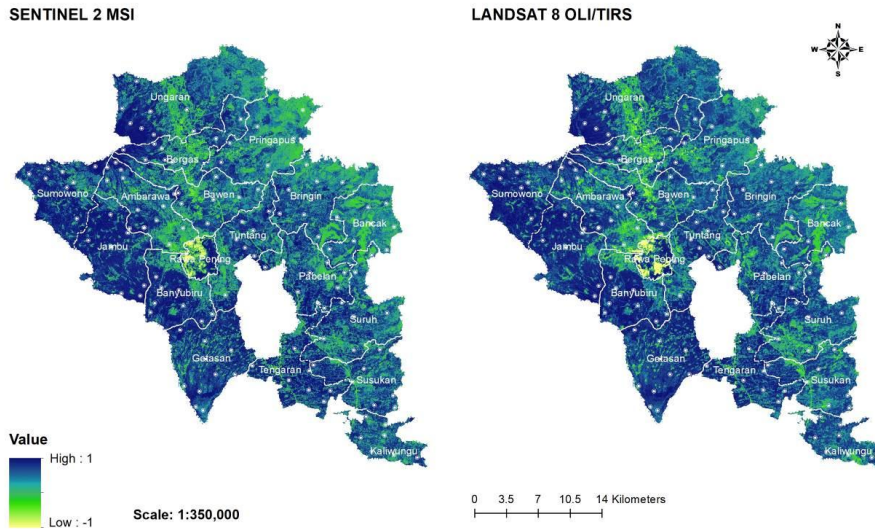 SENTINEL 2 MSI
LANDSAT 8 OLI/TIRS
N
W E
S
Ungaran
Pringapus
Bergas
Sumowono
Ambarawa
Bawen
Bringin
Bancak
Jambu
Tuntang
Rawa Pening
Pabelan
Banyubiru
Suruh
Getasan
Tengaran
Susukan
Kaliwungu
Ungaran
Pringapus
Bergas
Sumowono
Ambarawa
Bawen
Bringin
Bancak
Jambu
Tuntang
Rawa Pening
Pabelan
Banyubiru
Suruh
Getasan
Tengaran
Susukan
Kaliwungu
Value
High : 1
Low : -1
Scale: 1:350,000
0 3.5 7 10.5 14 Kilometers